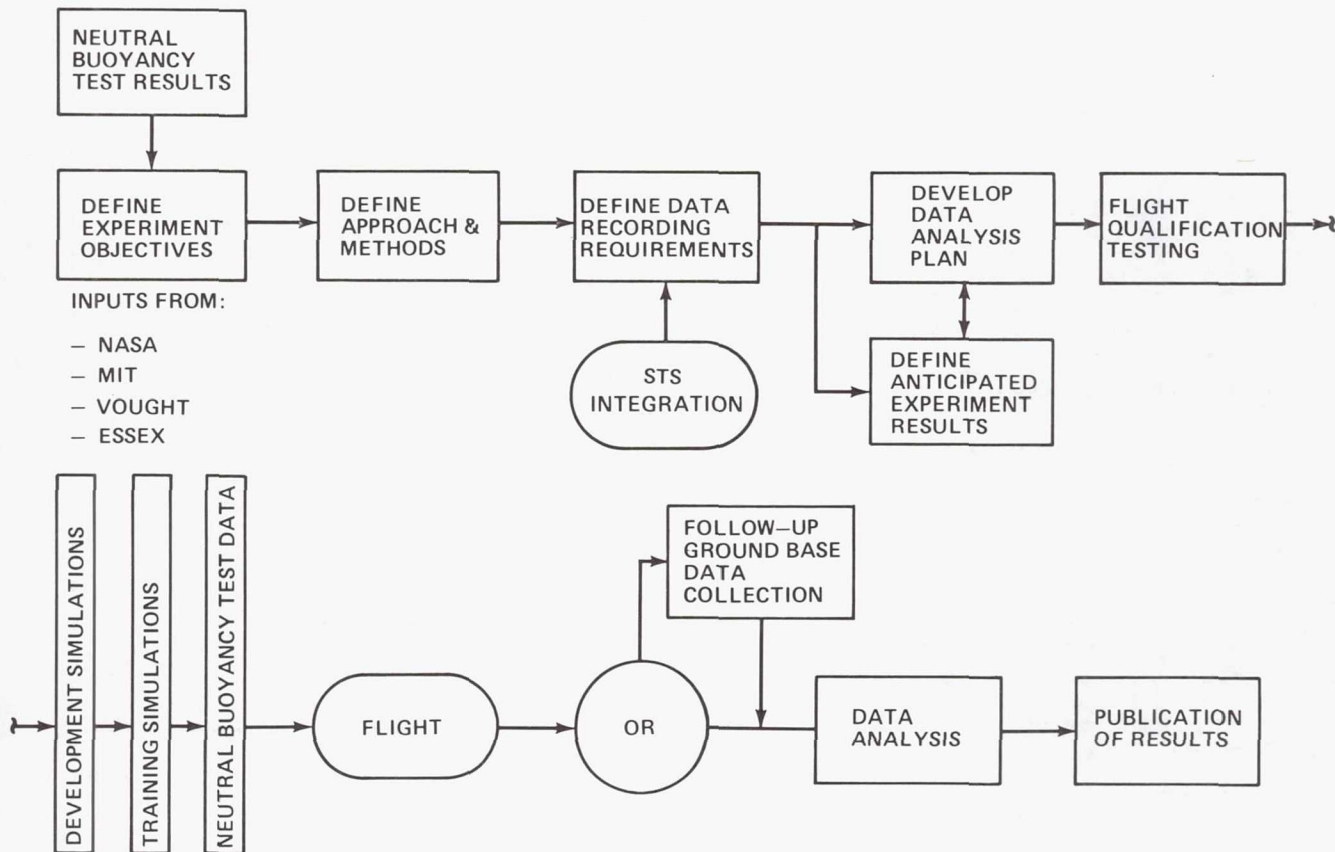 NEUTRAL
BUOYANCY
TEST RESULTS
DEFINE
EXPERIMENT
OBJECTIVES
DEFINE
APPROACH &
METHODS
DEFINE DATA
RECORDING
REQUIREMENTS
DEVELOP
DATA
ANALYSIS
PLAN
FLIGHT
QUALIFICATION
TESTING
INPUTS FROM:
– NASA
– MIT
– VOUGHT
– ESSEX
STS
INTEGRATION
DEFINE
ANTICIPATED
EXPERIMENT
RESULTS
DEVELOPMENT SIMULATIONS
TRAINING SIMULATIONS
NEUTRAL BUOYANCY TEST DATA
FLIGHT
OR
FOLLOW–UP
GROUND BASE
DATA
COLLECTION
DATA
ANALYSIS
PUBLICATION
OF RESULTS